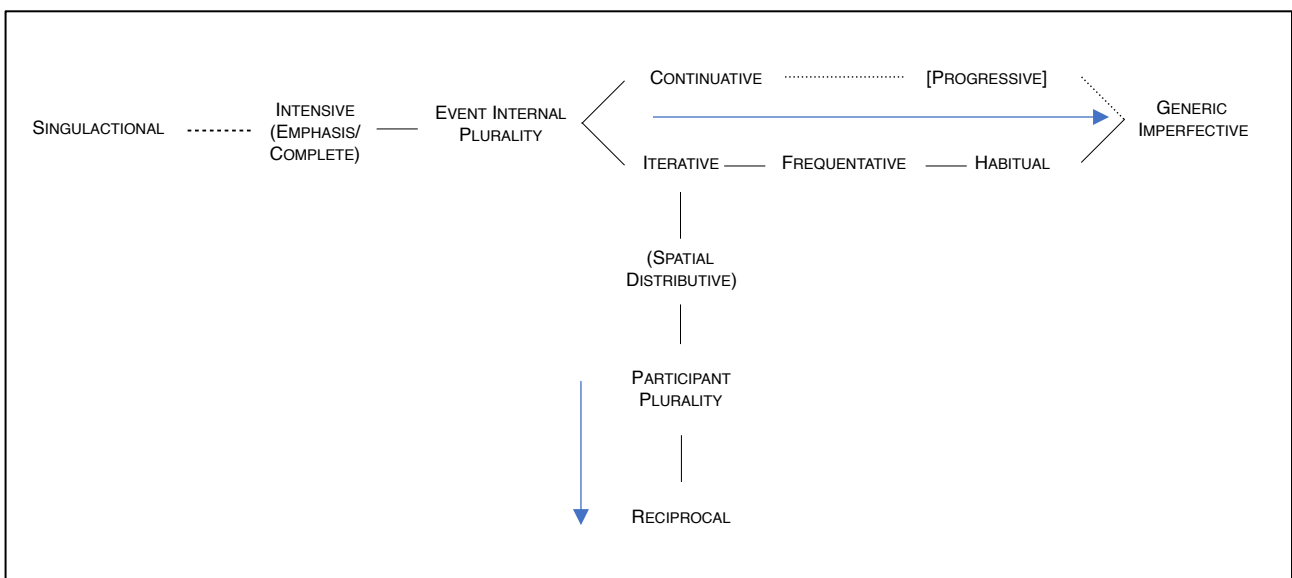 CONTINUATIVE
[PROGRESSIVE]
SINGULACTIONAL
INTENSIVE
(EMPHASIS/
COMPLETE)
EVENT INTERNAL
PLURALITY
GENERIC
IMPERFECTIVE
ITERATIVE
FREQUENTATIVE
HABITUAL
(SPATIAL
DISTRIBUTIVE)
PARTICIPANT
PLURALITY
RECIPROCAL